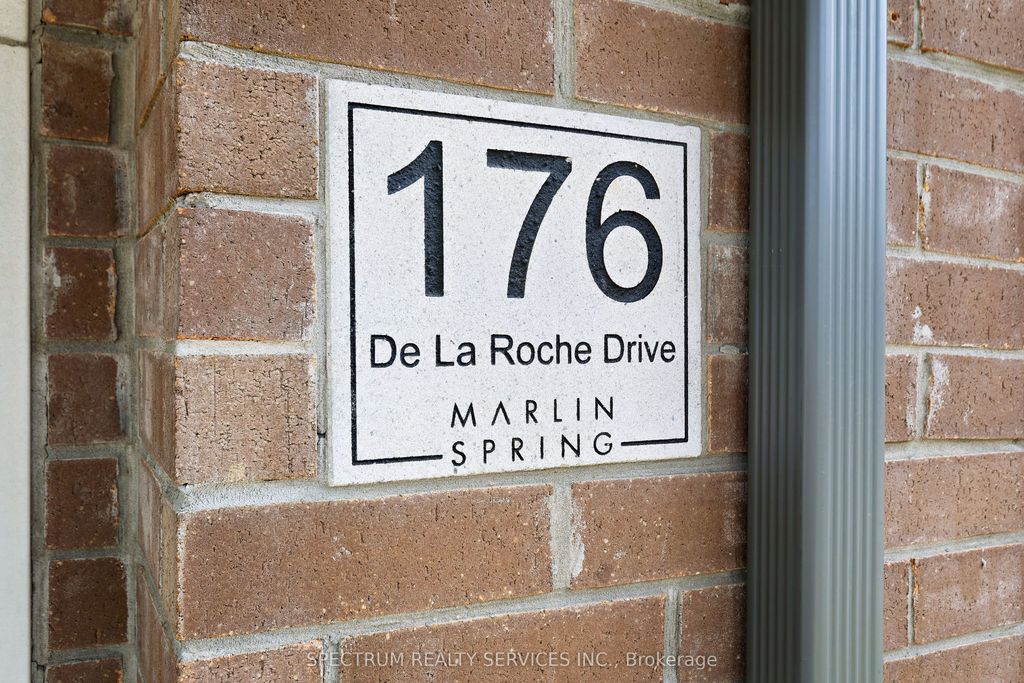 176
De La Roche Drive
MARLIN
SPRING
SPECTRUM REALTY SERVICES INC., Brokerage